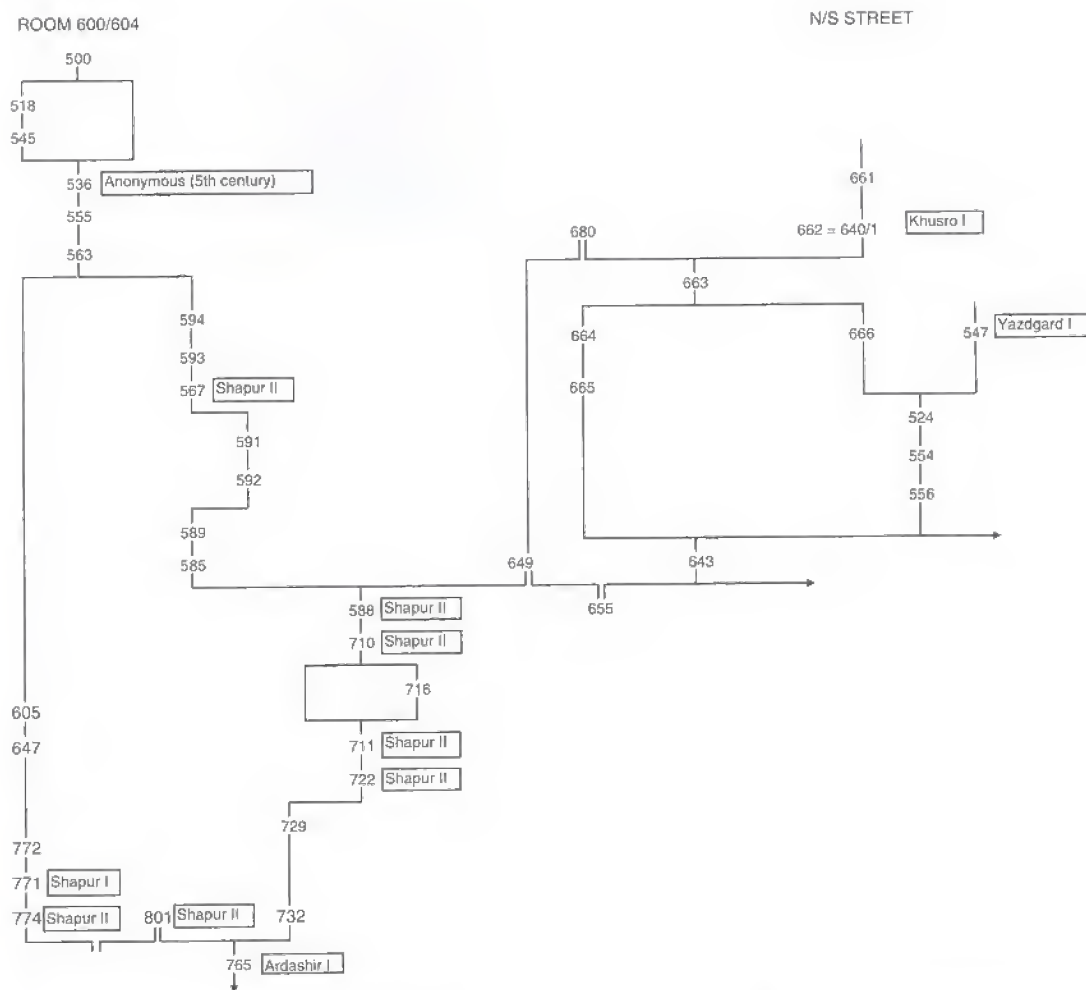 ROOM 600/604
N/S STREET
500
518
545
536 Anonymous (5th century)
555
563
661
662 = 640/1 Khusro I
680
663
594
593
567 Shapur II
591
592
589
585
664
665
666
547 Yazdgard I
524
554
556
649
643
655
588 Shapur II
710 Shapur II
716
711 Shapur II
722 Shapur II
729
732
605
647
772
771 Shapur I
774 Shapur II
801 Shapur II
765 Ardashir I